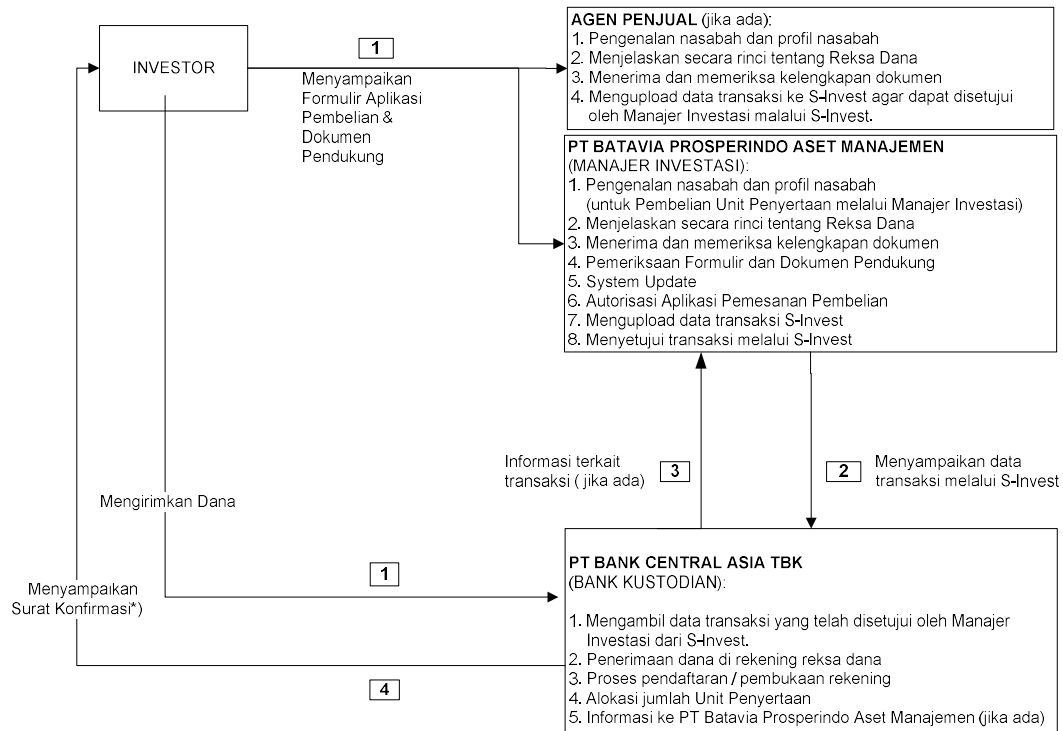 INVESTOR
1
Menyampaikan
Formulir Aplikasi
Pembelian &
Dokumen
Pendukung
AGEN PENJUAL (jika ada):
1. Pengenalan nasabah dan profil nasabah
2. Menjelaskan secara rinci tentang Reksa Dana
3. Menerima dan memeriksa kelengkapan dokumen
4. Mengupload data transaksi ke S-Invest agar dapat disetujui
oleh Manajer Investasi malalui S-Invest.
PT BATAVIA PROSPERINDO ASET MANAJEMEN
(MANAJER INVESTASI):
1. Pengenalan nasabah dan profil nasabah
(untuk Pembelian Unit Penyertaan melalui Manajer Investasi)
2. Menjelaskan secara rinci tentang Reksa Dana
3. Menerima dan memeriksa kelengkapan dokumen
4. Pemeriksaan Formulir dan Dokumen Pendukung
5. System Update
6. Autorisasi Aplikasi Pemesanan Pembelian
7. Mengupload data transaksi S-Invest
8. Menyetujui transaksi melalui S-Invest
Informasi terkait
transaksi ( jika ada)
3
2
Menyampaikan data
transaksi melalui S-Invest
Mengirimkan Dana
1
Menyampaikan
Surat Konfirmasi*)
4
PT BANK CENTRAL ASIA TBK
(BANK KUSTODIAN):
1. Mengambil data transaksi yang telah disetujui oleh Manajer
Investasi dari S-Invest.
2. Penerimaan dana di rekening reksa dana
3. Proses pendaftaran / pembukaan rekening
4. Alokasi jumlah Unit Penyertaan
5. Informasi ke PT Batavia Prosperindo Aset Manajemen (jika ada)